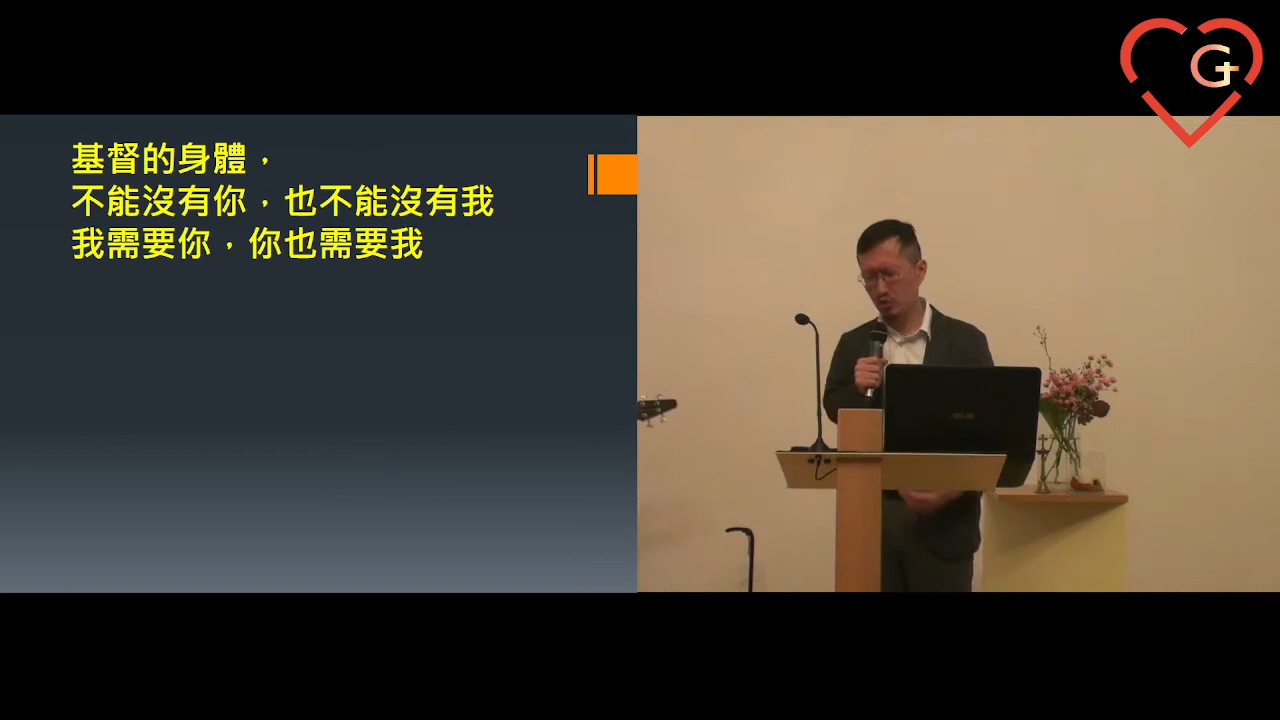 基督的身體，
不能沒有你，也不能沒有我
我需要你，你也需要我